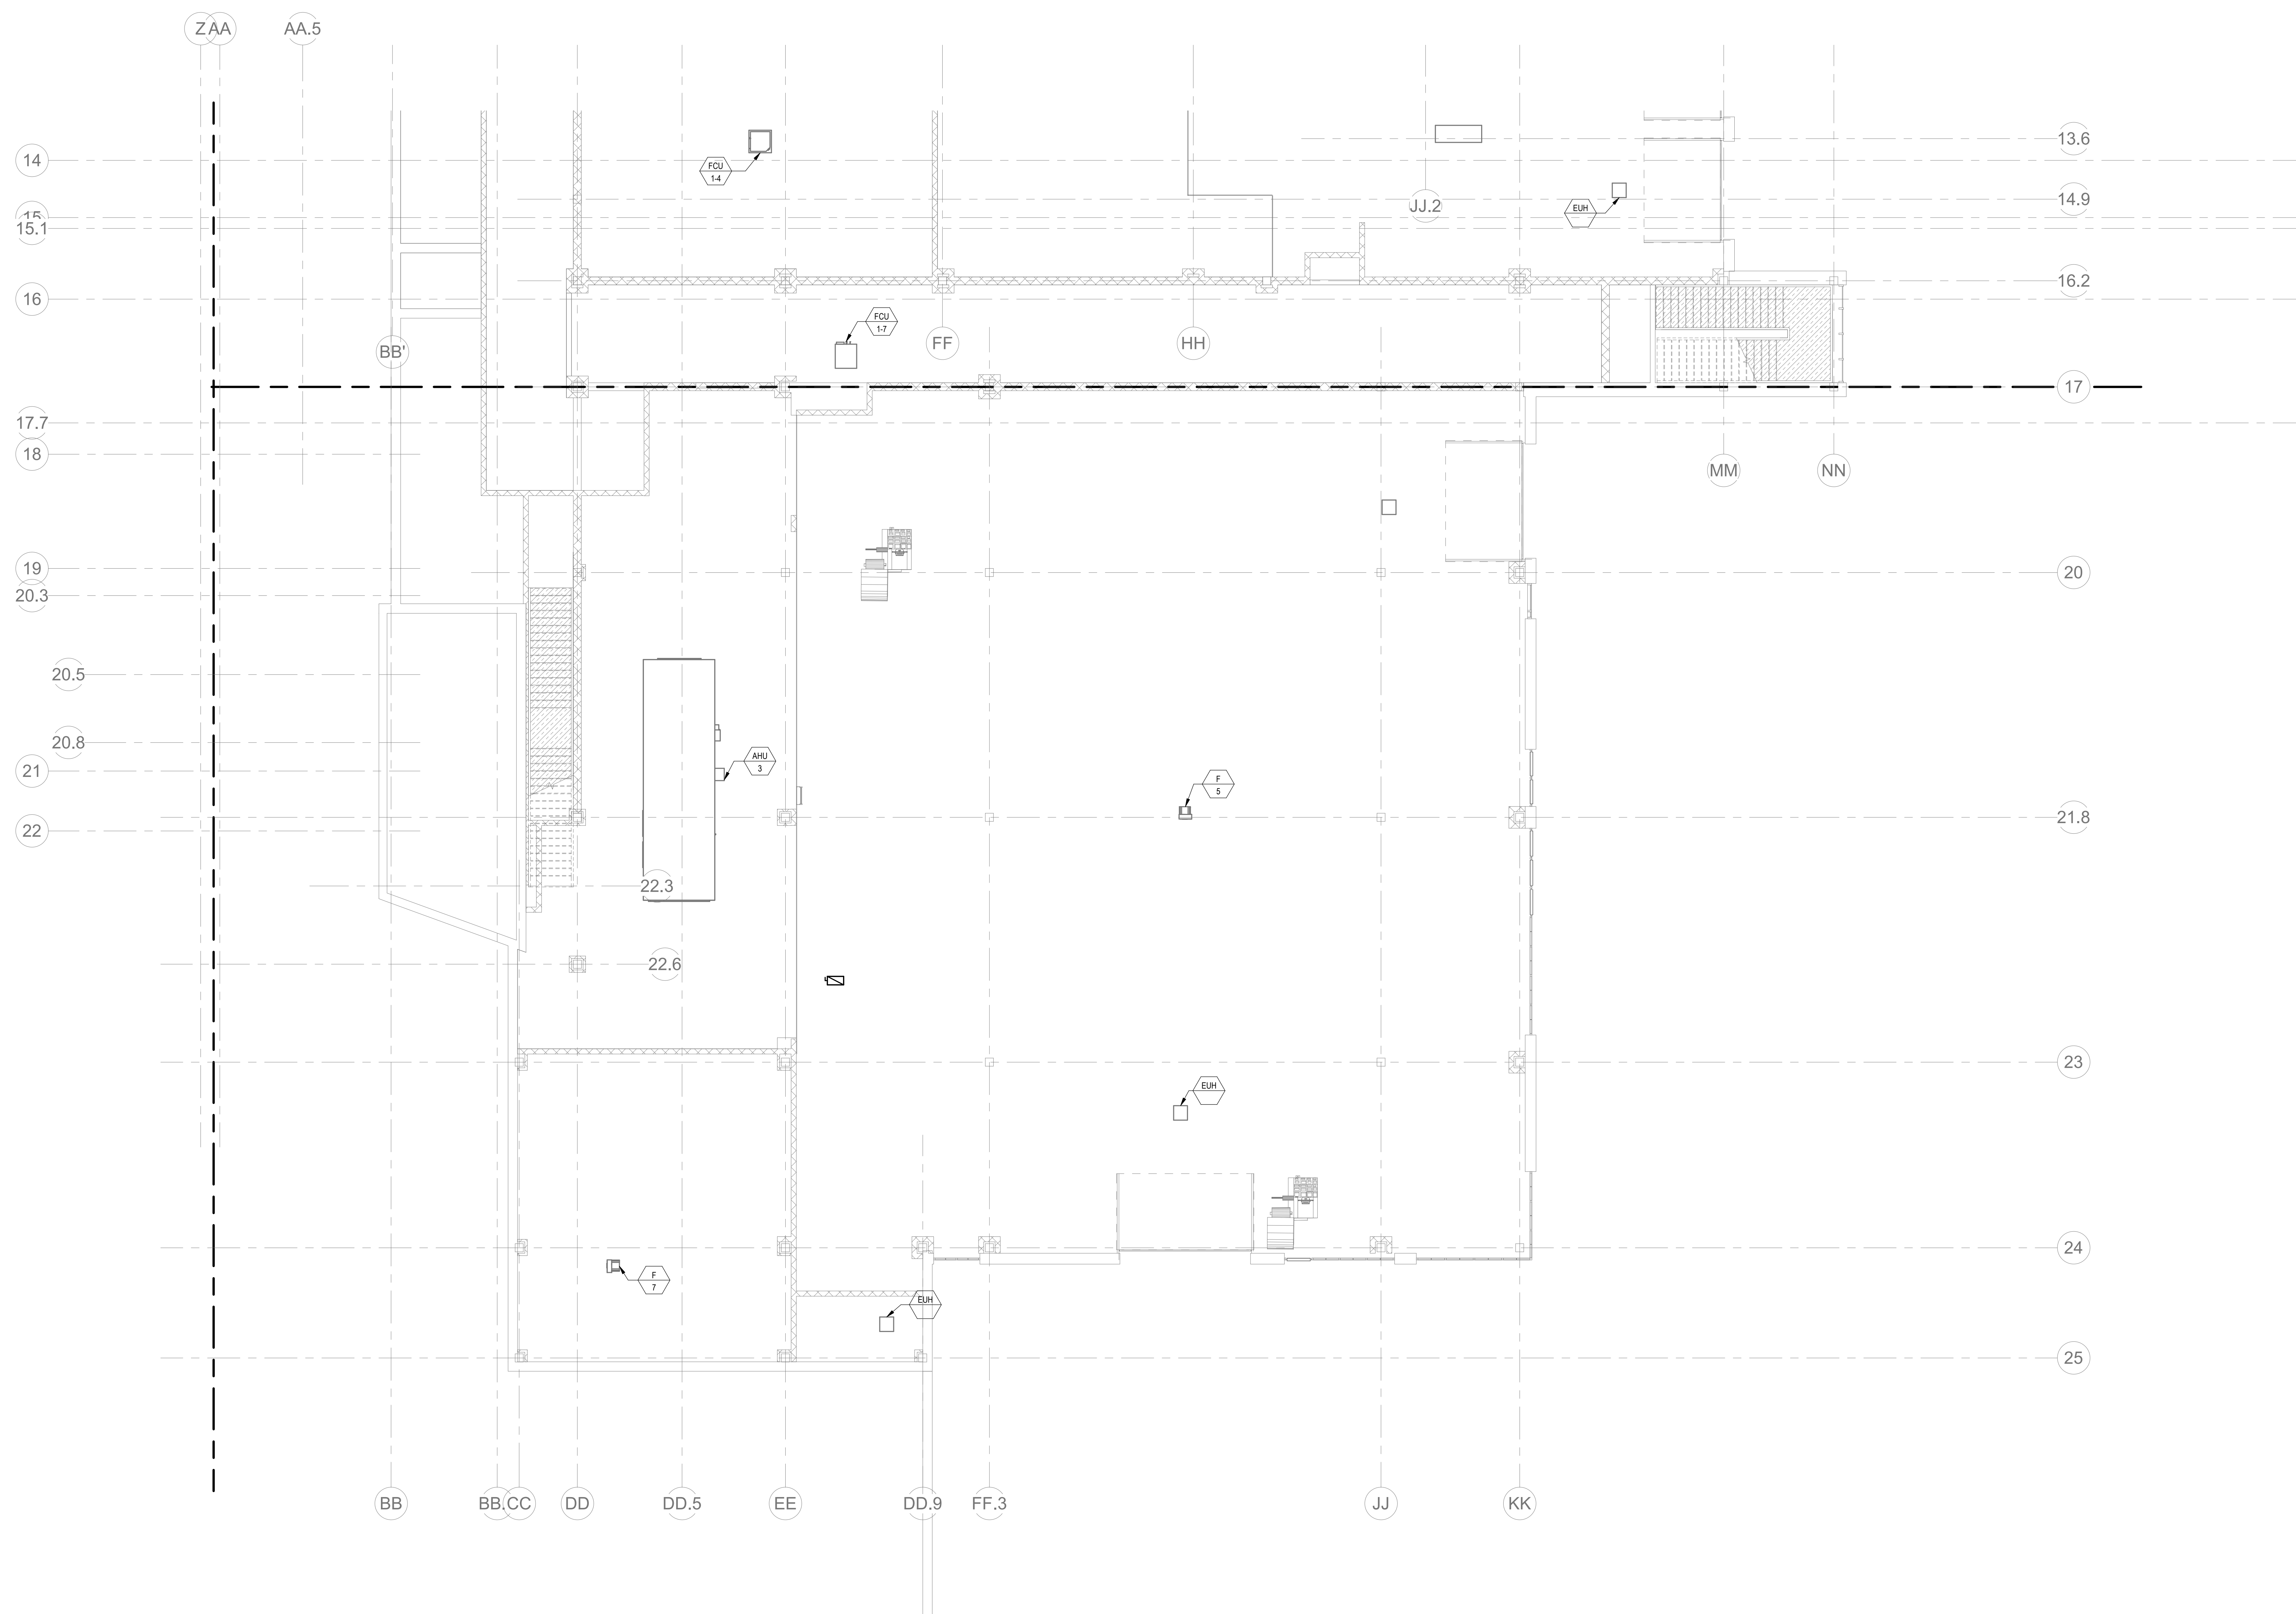 Z
AA
AA.5
13.6
14
FCU
1-4
14.9
EUH
JJ.2
15
15.1
16.2
16
FCU
1-7
BB'
FF
HH
17
17.7
18
MM
NN
19
20
20.3
20.5
20.8
AHU
3
21
F
5
21.8
22
22.3
22.6
23
EUH
24
F
7
EUH
25
BB
BB.
CC
DD
DD.5
EE
DD.9
FF.3
JJ
KK